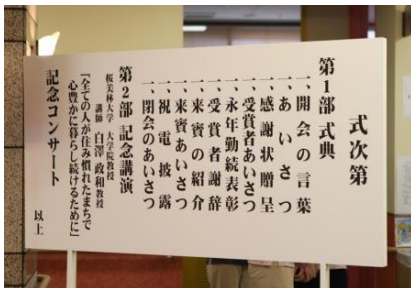 式次第
第1部 式典
一、開会の言葉
一、あいさつ
一、感謝状贈呈
一、受賞者あいさつ
一、永年勤続表彰
一、受賞者謝辞
一、来賓の紹介
一、来賓あいさつ
一、祝電披露
一、閉会のあいさつ
第2部 記念講演
桜美林大学 大学院教授
講師 白澤政和教授
「全ての人が住み慣れたまちで
心豊かに暮らし続けるために」
記念コンサート
以上